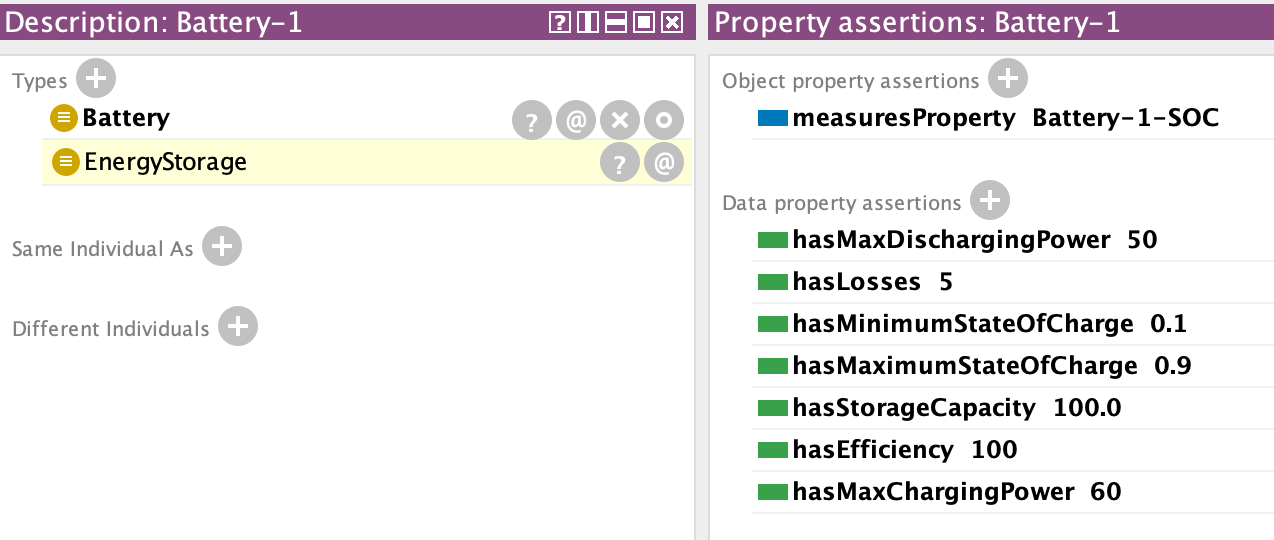 Description: Battery-1
Types
Battery
EnergyStorage
Same Individual As
Different Individuals
Property assertions: Battery-1
Object property assertions
measuresProperty Battery-1-SOC
Data property assertions
hasMaxDischargingPower 50
hasLosses 5
hasMinimumStateOfCharge 0.1
hasMaximumStateOfCharge 0.9
hasStorageCapacity 100.0
hasEfficiency 100
hasMaxChargingPower 60